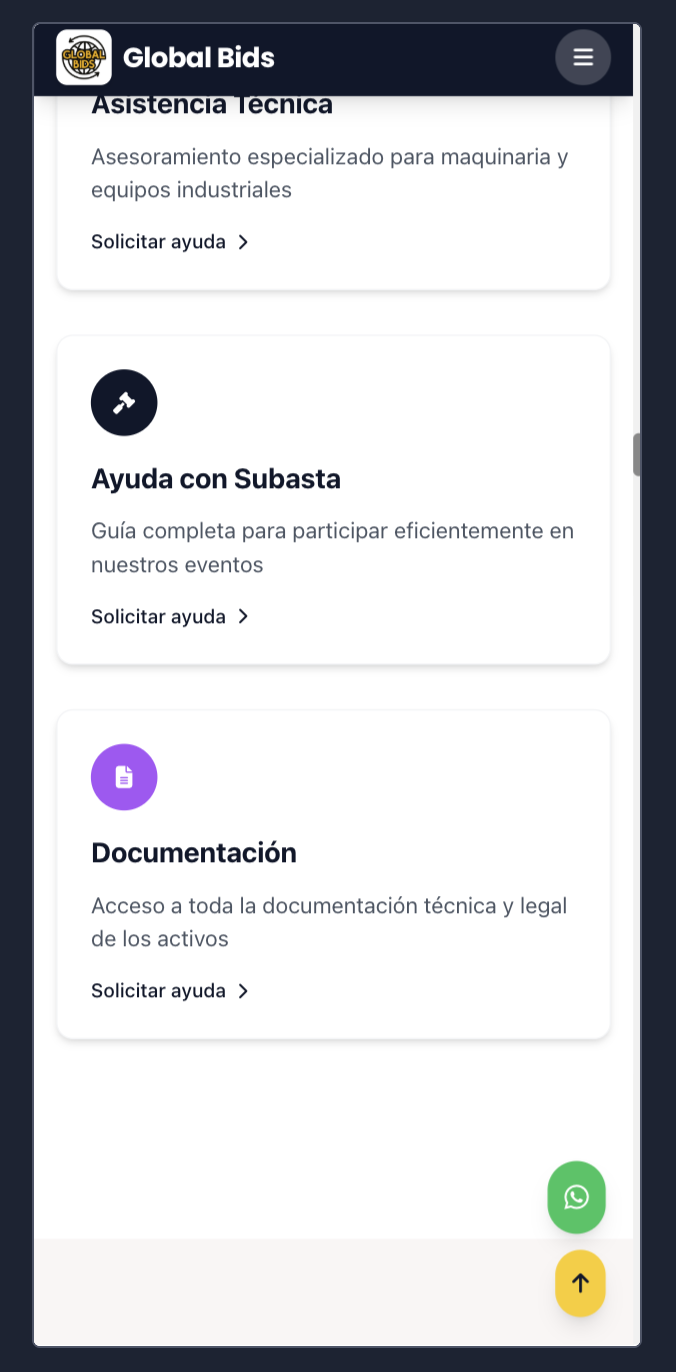 GLOBAL
BIDS
Global Bids
Asistencia Técnica
Asesoramiento especializado para maquinaria y
equipos industriales
Solicitar ayuda
Ayuda con Subasta
Guía completa para participar eficientemente en
nuestros eventos
Solicitar ayuda
Documentación
Acceso a toda la documentación técnica y legal
de los activos
Solicitar ayuda